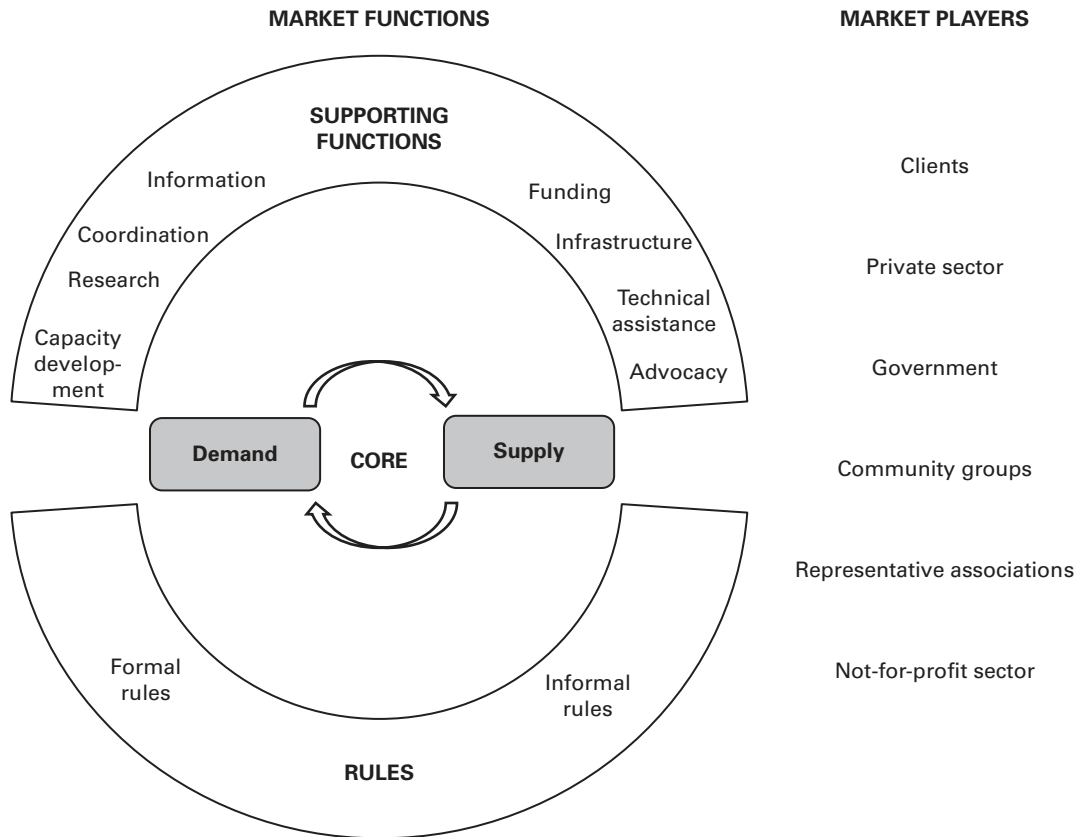 MARKET FUNCTIONS
MARKET PLAYERS
SUPPORTING
FUNCTIONS
Information
Coordination
Research
Capacity
develop-
ment
Funding
Infrastructure
Technical
assistance
Advocacy
Demand
CORE
Supply
Formal
rules
Informal
rules
RULES
Clients
Private sector
Government
Community groups
Representative associations
Not-for-profit sector